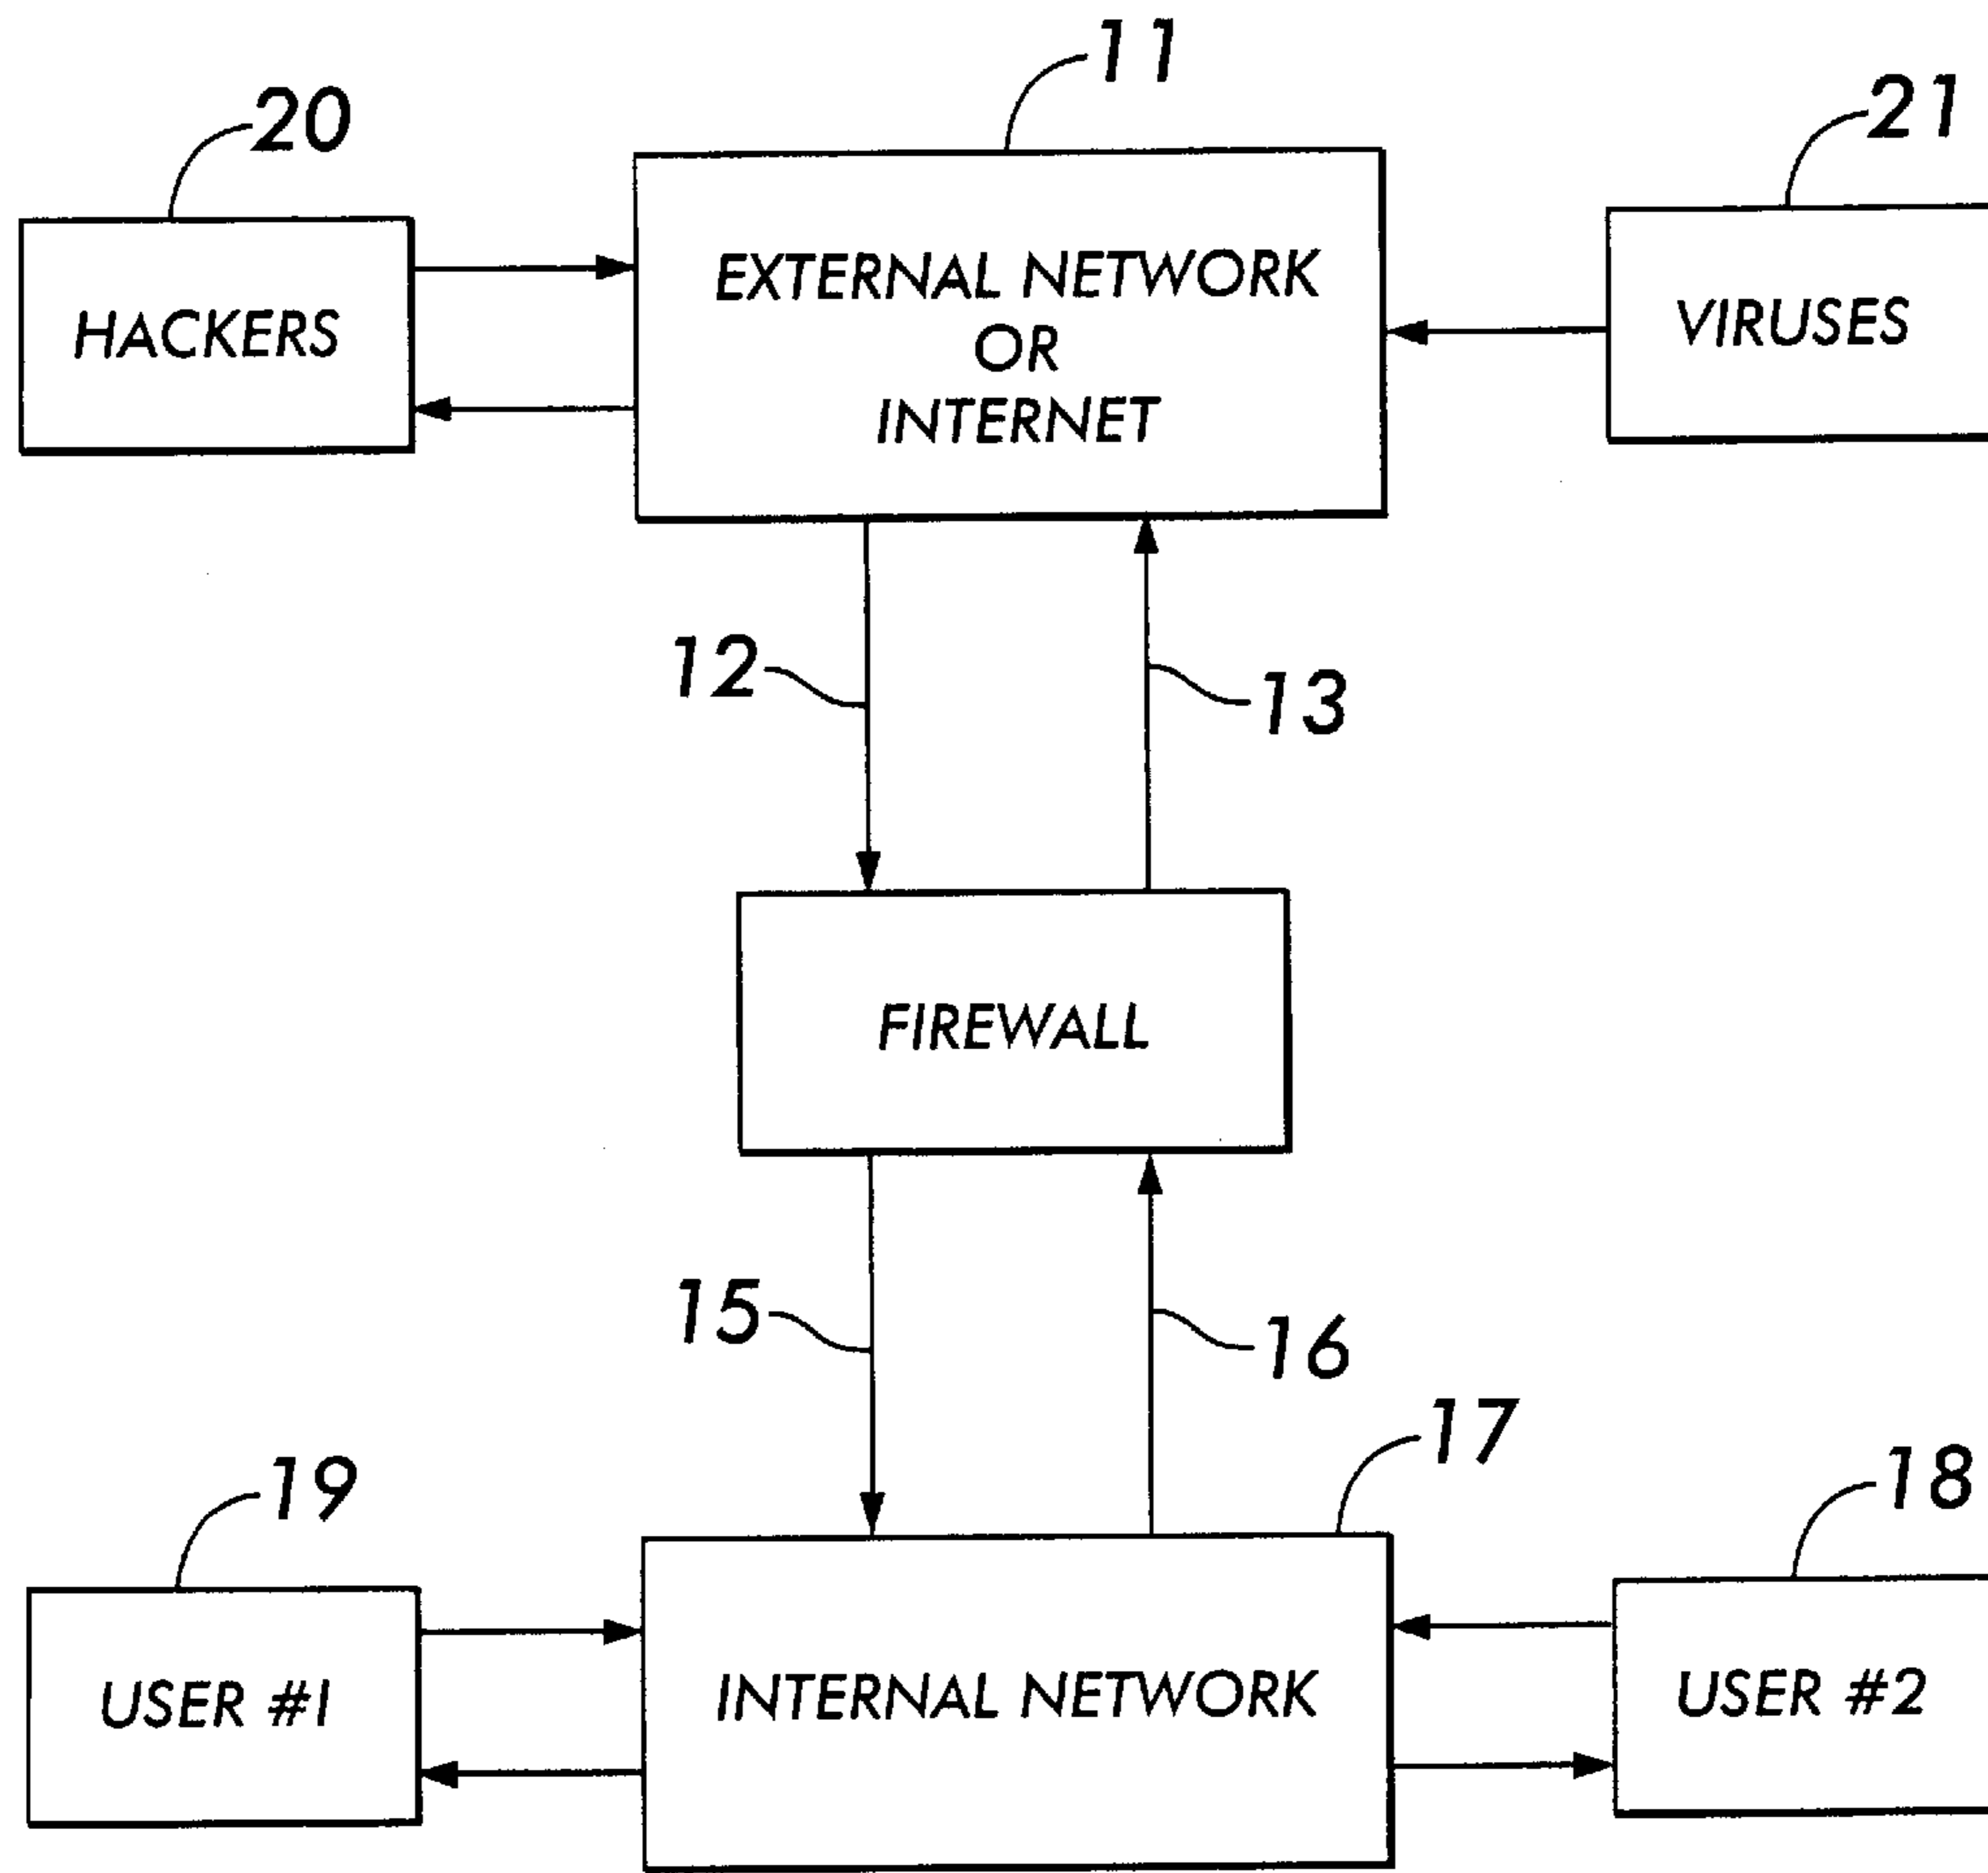 11
20
21
HACKERS
EXTERNAL NETWORK
OR
INTERNET
VIRUSES
12
13
FIREWALL
15
16
17
19
18
USER #1
INTERNAL NETWORK
USER #2